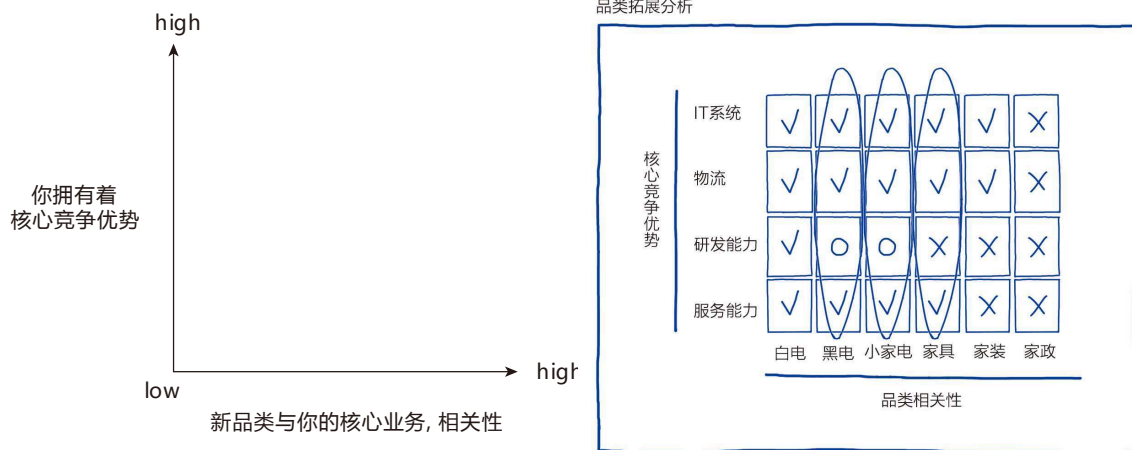 high
你拥有着
核心竞争优势
low
high
新品类与你的核心业务, 相关性
品类拓展分析
核心竞争优势
IT系统
物流
研发能力
服务能力
白电 黑电 小家电 家具 家装 家政
品类相关性